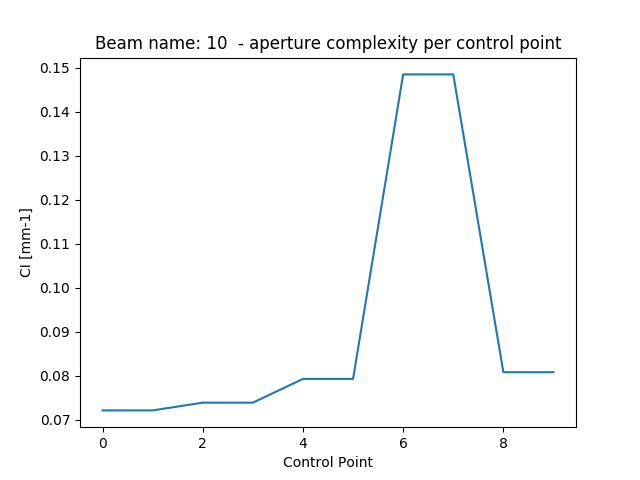 Beam name: 10  - aperture complexity per control point
0.15
0.14
0.13
0.12
0.11
0.10
0.09
0.08
0.07
CI [mm-1]
0 2 4 6 8
Control Point